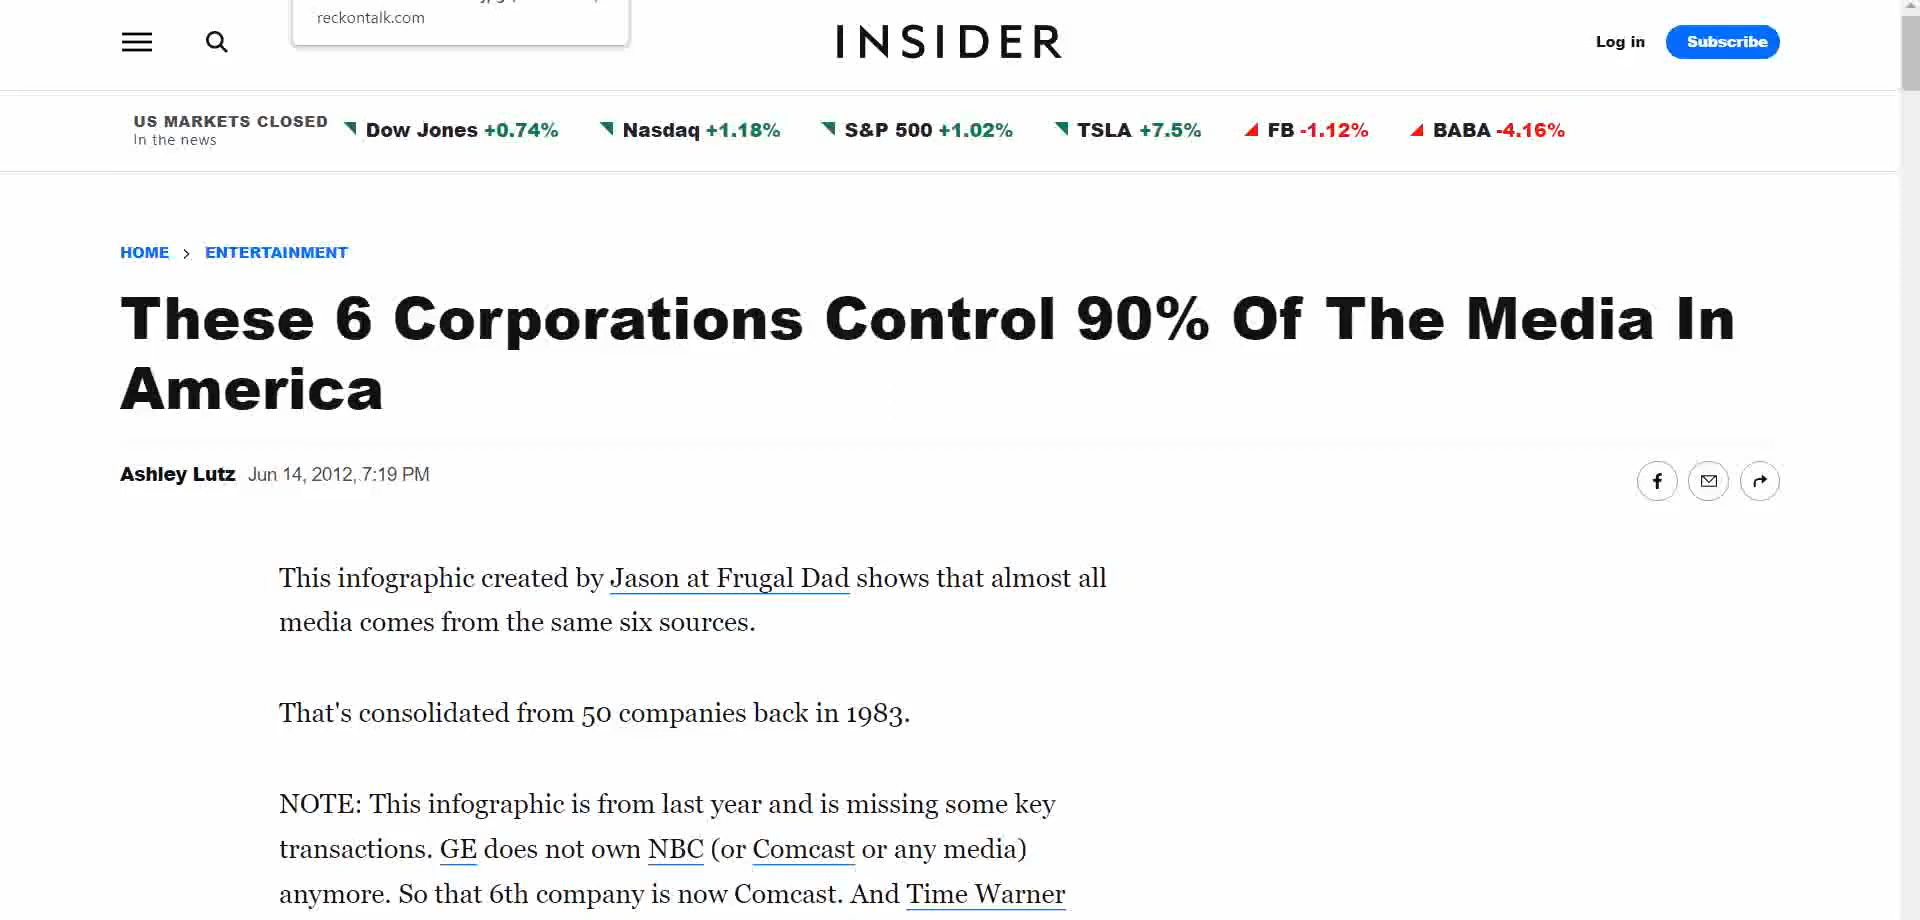 reckontalk.com
INSIDER
Log in
Subscribe
US MARKETS CLOSED
In the news
Dow Jones +0.74%
Nasdaq +1.18%
S&P 500 +1.02%
TSLA +7.5%
FB -1.12%
BABA -4.16%
HOME > ENTERTAINMENT
These 6 Corporations Control 90% Of The Media In
America
Ashley Lutz Jun 14, 2012, 7:19 PM
This infographic created by Jason at Frugal Dad shows that almost all
media comes from the same six sources.
That's consolidated from 50 companies back in 1983.
NOTE: This infographic is from last year and is missing some key
transactions. GE does not own NBC (or Comcast or any media)
anymore. So that 6th company is now Comcast. And Time Warner